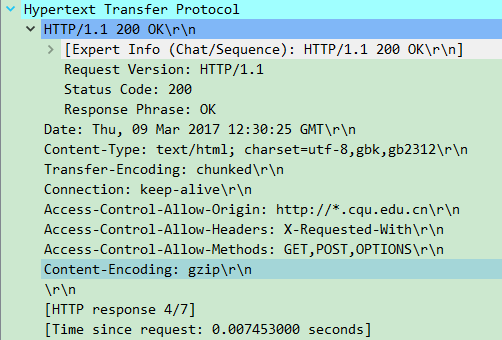 Hypertext Transfer Protocol
HTTP/1.1 200 OK\r\n
[Expert Info (Chat/Sequence): HTTP/1.1 200 OK\r\n]
Request Version: HTTP/1.1
Status Code: 200
Response Phrase: OK
Date: Thu, 09 Mar 2017 12:30:25 GMT\r\n
Content-Type: text/html; charset=utf-8,gbk,gb2312\r\n
Transfer-Encoding: chunked\r\n
Connection: keep-alive\r\n
Access-Control-Allow-Origin: http://*.cqu.edu.cn\r\n
Access-Control-Allow-Headers: X-Requested-With\r\n
Access-Control-Allow-Methods: GET,POST,OPTIONS\r\n
Content-Encoding: gzip\r\n
\r\n
[HTTP response 4/7]
[Time since request: 0.007453000 seconds]